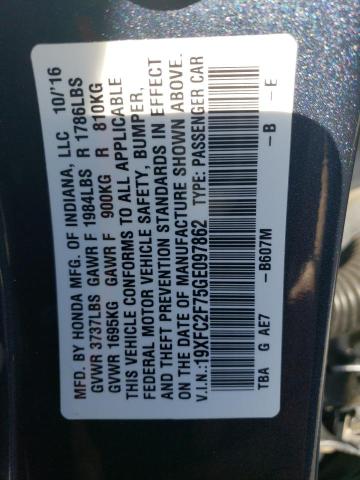 MFD. BY HONDA MFG. OF INDIANA, LLC 10/'16
GVWR 3737LBS GAWR F 1984LBS R 1786LBS
GVWR 1695KG GAWR F 900KG R 810KG
THIS VEHICLE CONFORMS TO ALL APPLICABLE
FEDERAL MOTOR VEHICLE SAFETY, BUMPER,
AND THEFT PREVENTION STANDARDS IN EFFECT
ON THE DATE OF MANUFACTURE SHOWN ABOVE.
V.I.N.:19XFC2F75GE097862 TYPE: PASSENGER CAR
TBA G AE7 -B607M -B -E